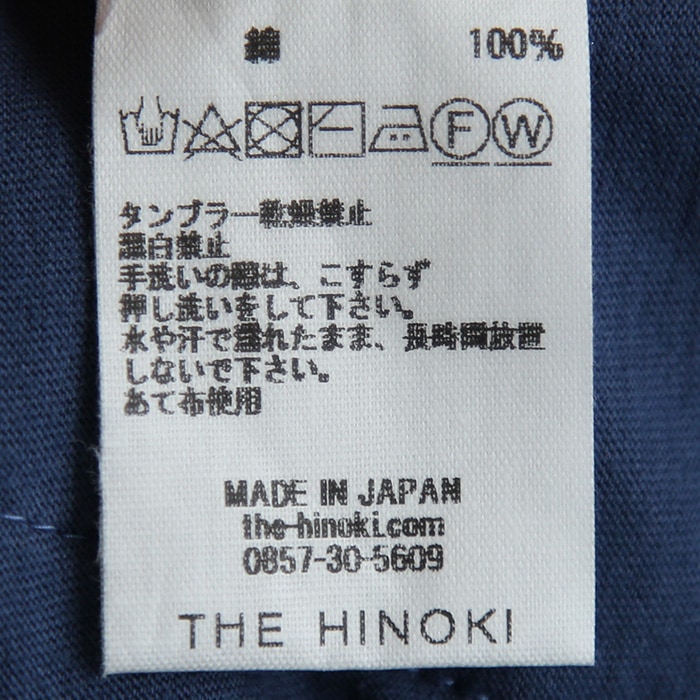 綿 100%
F W
タンブラー乾燥禁止
漂白禁止
手洗いの際は、こすらず
押し洗いをして下さい。
水や汗で濡れたまま、長時間放置
しないで下さい。
あて布使用
MADE IN JAPAN
the-hinoki.com
0857-30-5609
THE HINOKI